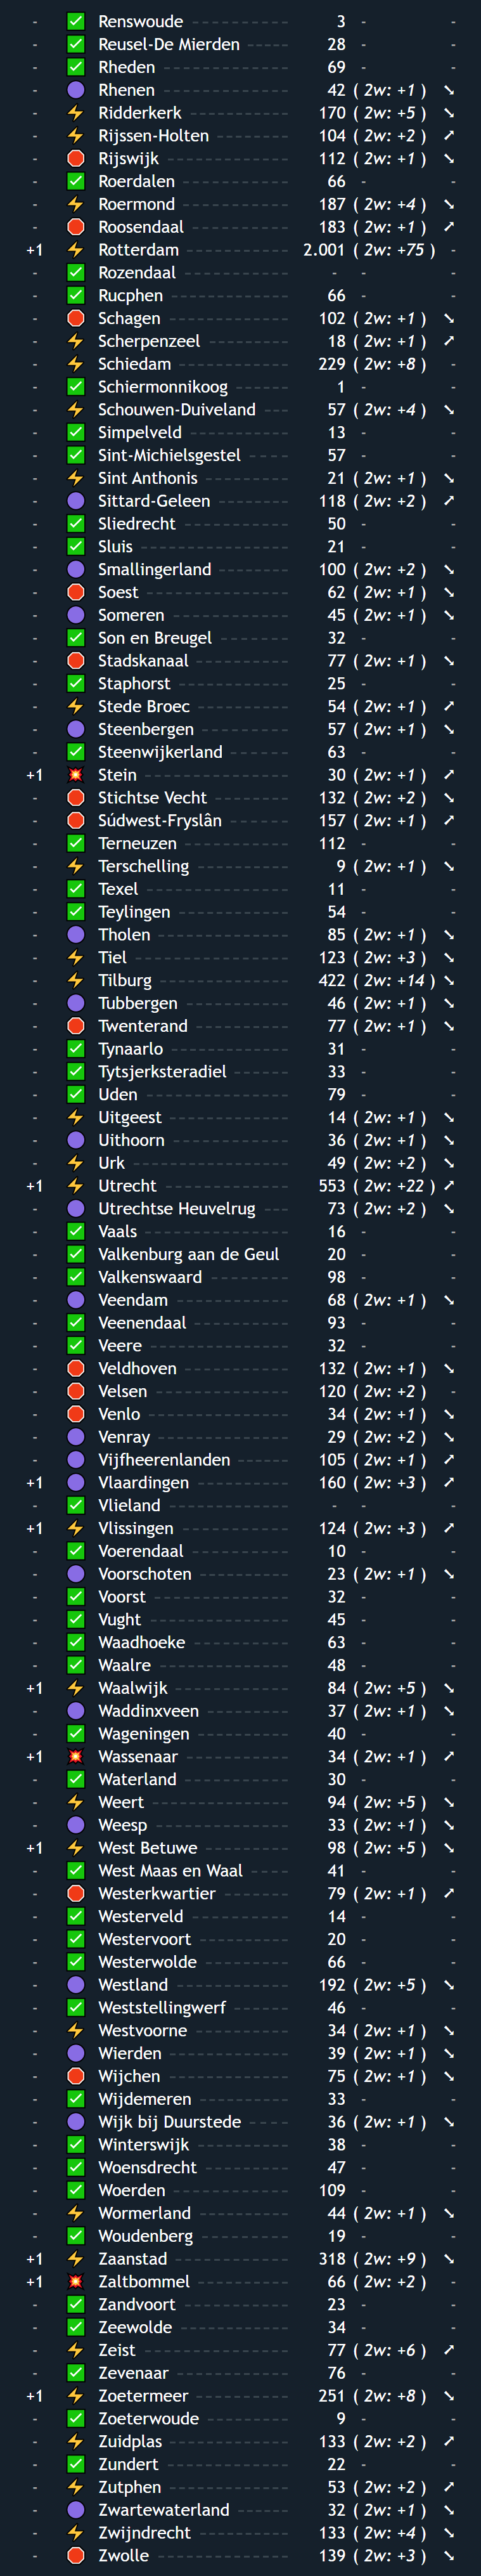 - ✅ Renswoude ------------ 3 - -
- ✅ Reusel-De Mierden ------ 28 - -
- ✅ Rheden ---------------- 69 - -
- 🟣 Rhenen ---------------- 42 ( 2w: +1 ) ➘
- ⚡ Ridderkerk ------------- 170 ( 2w: +5 ) ➘
- ⚡ Rijssen-Holten ---------- 104 ( 2w: +2 ) ➚
- 🛑 Rijswijk --------------- 112 ( 2w: +1 ) ➘
- ✅ Roerdalen -------------- 66 - -
- ⚡ Roermond ------------- 187 ( 2w: +4 ) ➘
- 🛑 Roosendaal ------------ 183 ( 2w: +1 ) ➚
+1 ⚡ Rotterdam ------------- 2.001 ( 2w: +75 ) -
- ✅ Rozendaal ------------- - - -
- ✅ Rucphen --------------- 66 - -
- 🛑 Schagen --------------- 102 ( 2w: +1 ) ➘
- ⚡ Scherpenzeel ----------- 18 ( 2w: +1 ) ➚
- ⚡ Schiedam -------------- 229 ( 2w: +8 ) -
- ✅ Schiermonnikoog ------- 1 - -
- ⚡ Schouwen-Duiveland ---- 57 ( 2w: +4 ) ➘
- ✅ Simpelveld ------------- 13 - -
- ✅ Sint-Michielsgestel ------ 57 - -
- ⚡ Sint Anthonis ----------- 21 ( 2w: +1 ) ➘
- 🟣 Sittard-Geleen --------- 118 ( 2w: +2 ) ➚
- ✅ Sliedrecht ------------- 50 - -
- ✅ Sluis ------------------ 21 - -
- 🟣 Smallingerland --------- 100 ( 2w: +2 ) ➘
- 🛑 Soest ----------------- 62 ( 2w: +1 ) ➘
- 🟣 Someren -------------- 45 ( 2w: +1 ) ➘
- ✅ Son en Breugel --------- 32 - -
- 🛑 Stadskanaal ----------- 77 ( 2w: +1 ) ➘
- ✅ Staphorst ------------- 25 - -
- ⚡ Stede Broec ----------- 54 ( 2w: +1 ) ➚
- 🟣 Steenbergen ---------- 57 ( 2w: +1 ) ➘
- ✅ Steenwijkerland -------- 63 - -
+1 💥 Stein ----------------- 30 ( 2w: +1 ) ➚
- 🛑 Stichtse Vecht --------- 132 ( 2w: +2 ) ➘
- 🛑 Súdwest-Fryslân ------- 157 ( 2w: +1 ) ➚
- ✅ Terneuzen ------------ 112 - -
- ⚡ Terschelling ----------- 9 ( 2w: +1 ) ➘
- ✅ Texel ----------------- 11 - -
- ✅ Teylingen ------------- 54 - -
- 🟣 Tholen --------------- 85 ( 2w: +1 ) ➘
- ⚡ Tiel ------------------ 123 ( 2w: +3 ) ➘
- ⚡ Tilburg --------------- 422 ( 2w: +14 ) ➘
- 🟣 Tubbergen ------------ 46 ( 2w: +1 ) ➘
- 🛑 Twenterand ----------- 77 ( 2w: +1 ) ➘
- ✅ Tynaarlo -------------- 31 - -
- ✅ Tytsjerksteradiel ------- 33 - -
- ✅ Uden ----------------- 79 - -
- ⚡ Uitgeest -------------- 14 ( 2w: +1 ) ➘
- 🟣 Uithoorn -------------- 36 ( 2w: +1 ) ➘
- ⚡ Urk ------------------ 49 ( 2w: +2 ) ➘
+1 ⚡ Utrecht --------------- 553 ( 2w: +22 ) ➚
- 🟣 Utrechtse Heuvelrug ---- 73 ( 2w: +2 ) ➘
- ✅ Vaals ----------------- 16 - -
- ✅ Valkenburg aan de Geul 20 - -
- ✅ Valkenswaard ---------- 98 - -
- 🟣 Veendam ------------- 68 ( 2w: +1 ) ➘
- ✅ Veenendaal ----------- 93 - -
- ✅ Veere ---------------- 32 - -
- 🛑 Veldhoven ------------ 132 ( 2w: +1 ) ➘
- 🛑 Velsen --------------- 120 ( 2w: +2 ) -
- 🛑 Venlo ---------------- 34 ( 2w: +1 ) ➘
- 🟣 Venray --------------- 29 ( 2w: +2 ) ➘
- 🟣 Vijfheerenlanden ------- 105 ( 2w: +1 ) ➚
+1 🟣 Vlaardingen ----------- 160 ( 2w: +3 ) ➚
- ✅ Vlieland -------------- - - -
+1 ⚡ Vlissingen ------------ 124 ( 2w: +3 ) ➚
- ✅ Voerendaal ----------- 10 - -
- 🟣 Voorschoten ---------- 23 ( 2w: +1 ) ➘
- ✅ Voorst --------------- 32 - -
- ✅ Vught ---------------- 45 - -
- ✅ Waadhoeke ----------- 63 - -
- ✅ Waalre --------------- 48 - -
+1 ⚡ Waalwijk ------------- 84 ( 2w: +5 ) ➘
- 🟣 Waddinxveen --------- 37 ( 2w: +1 ) ➘
- ✅ Wageningen ---------- 40 - -
+1 💥 Wassenaar ----------- 34 ( 2w: +1 ) ➚
- ✅ Waterland ------------ 30 - -
- ⚡ Weert --------------- 94 ( 2w: +5 ) ➘
- 🟣 Weesp --------------- 33 ( 2w: +1 ) ➘
+1 ⚡ West Betuwe ---------- 98 ( 2w: +5 ) ➘
- ✅ West Maas en Waal ----- 41 - -
- 🛑 Westerkwartier -------- 79 ( 2w: +1 ) ➚
- ✅ Westerveld ----------- 14 - -
- ✅ Westervoort ---------- 20 - -
- ✅ Westerwolde ---------- 66 - -
- 🟣 Westland ------------- 192 ( 2w: +5 ) ➘
- ✅ Weststellingwerf ------- 46 - -
- ⚡ Westvoorne ---------- 34 ( 2w: +1 ) ➘
- 🟣 Wierden ------------- 39 ( 2w: +1 ) ➘
- 🛑 Wijchen -------------- 75 ( 2w: +1 ) ➘
- ✅ Wijdemeren ---------- 33 - -
- 🟣 Wijk bij Duurstede ---- 36 ( 2w: +1 ) ➘
- ✅ Winterswijk ----------- 38 - -
- ✅ Woensdrecht ---------- 47 - -
- ✅ Woerden ------------- 109 - -
- ⚡ Wormerland ---------- 44 ( 2w: +1 ) ➘
- ✅ Woudenberg ---------- 19 - -
+1 ⚡ Zaanstad ------------- 318 ( 2w: +9 ) ➘
+1 💥 Zaltbommel ---------- 66 ( 2w: +2 ) -
- ✅ Zandvoort ------------ 23 - -
- ✅ Zeewolde ------------ 34 - -
- ⚡ Zeist ---------------- 77 ( 2w: +6 ) ➚
- ✅ Zevenaar ------------- 76 - -
+1 ⚡ Zoetermeer ---------- 251 ( 2w: +8 ) ➘
- ✅ Zoeterwoude ---------- 9 - -
- ⚡ Zuidplas ------------- 133 ( 2w: +2 ) ➚
- ✅ Zundert -------------- 22 - -
- ⚡ Zutphen ------------- 53 ( 2w: +2 ) ➚
- 🟣 Zwartewaterland ------ 32 ( 2w: +1 ) ➘
- ⚡ Zwijndrecht ---------- 133 ( 2w: +4 ) ➘
- 🛑 Zwolle --------------- 139 ( 2w: +3 ) ➘